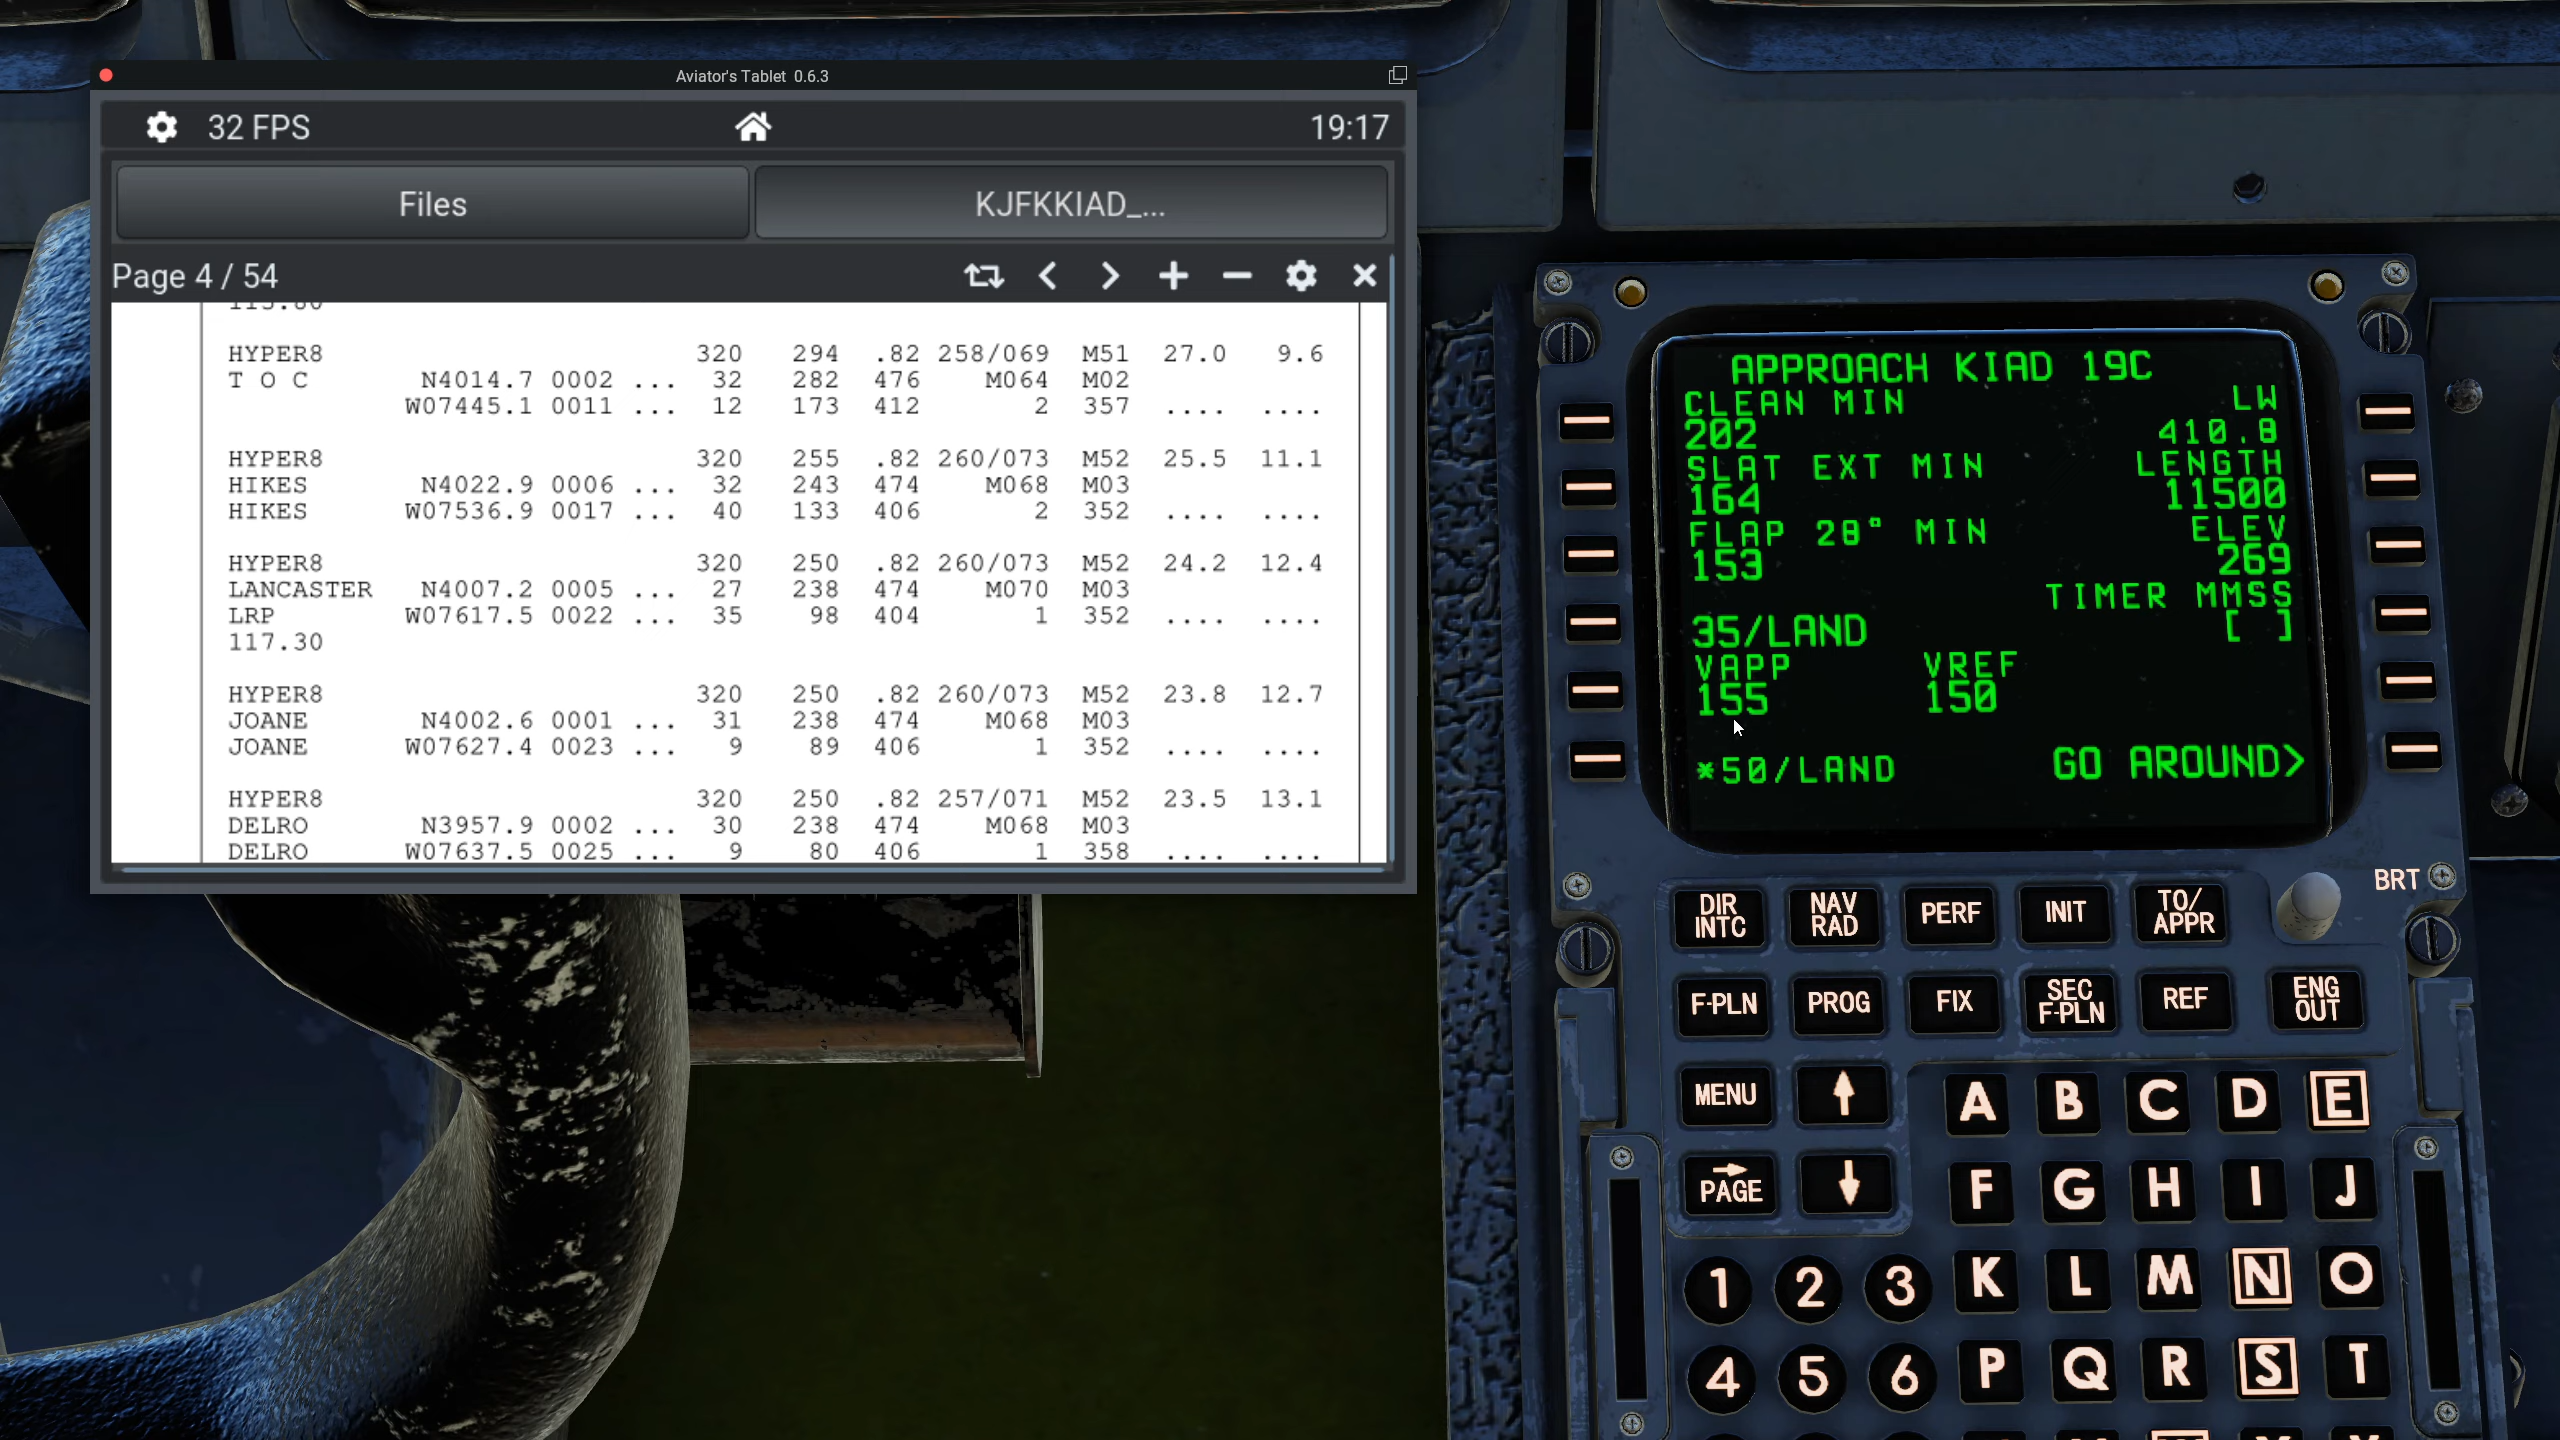 Aviator's Tablet 0.6.3
32 FPS
19:17
Files
KJFKKIAD_...
Page 4 / 54
HYPER8 320 294 .82 258/069 M51 27.0 9.6
T O C N4014.7 0002 ... 32 282 476 M064 M02
W07445.1 0011 ... 12 173 412 2 357 .... ....
HYPER8 320 255 .82 260/073 M52 25.5 11.1
HIKES N4022.9 0006 ... 32 243 474 M068 M03
HIKES W07536.9 0017 ... 40 133 406 2 352 .... ....
HYPER8 320 250 .82 260/073 M52 24.2 12.4
LANCASTER N4007.2 0005 ... 27 238 474 M070 M03
LRP W07617.5 0022 ... 35 98 404 1 352 .... ....
117.30
HYPER8 320 250 .82 260/073 M52 23.8 12.7
JOANE N4002.6 0001 ... 31 238 474 M068 M03
JOANE W07627.4 0023 ... 9 89 406 1 352 .... ....
HYPER8 320 250 .82 257/071 M52 23.5 13.1
DELRO N3957.9 0002 ... 30 238 474 M068 M03
DELRO W07637.5 0025 ... 9 80 406 1 358 .... ....
APPROACH KIAD 19C
CLEAN MIN LW
202 410.8
SLAT EXT MIN LENGTH
164 11500
FLAP 28° MIN ELEV
153 269
TIMER MMSS
35/LAND [ ]
VAPP VREF
155 150
*50/LAND GO AROUND>
BRT
DIR INTC
NAV RAD
PERF
INIT
TO/ APPR
F-PLN
PROG
FIX
SEC F-PLN
REF
ENG OUT
MENU
A B C D E
PAGE
F G H I J
1 2 3 K L M N O
4 5 6 P Q R S T